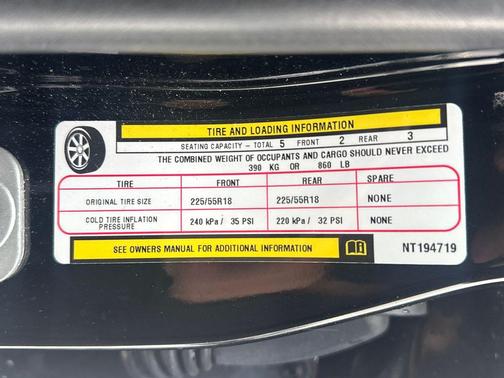 TIRE AND LOADING INFORMATION
SEATING CAPACITY - TOTAL 5 FRONT 2 REAR 3
THE COMBINED WEIGHT OF OCCUPANTS AND CARGO SHOULD NEVER EXCEED
390 KG OR 860 LB
TIRE FRONT REAR SPARE
ORIGINAL TIRE SIZE 225/55R18 225/55R18 NONE
COLD TIRE INFLATION PRESSURE 240 kPa / 35 PSI 220 kPa / 32 PSI NONE
SEE OWNERS MANUAL FOR ADDITIONAL INFORMATION NT194719